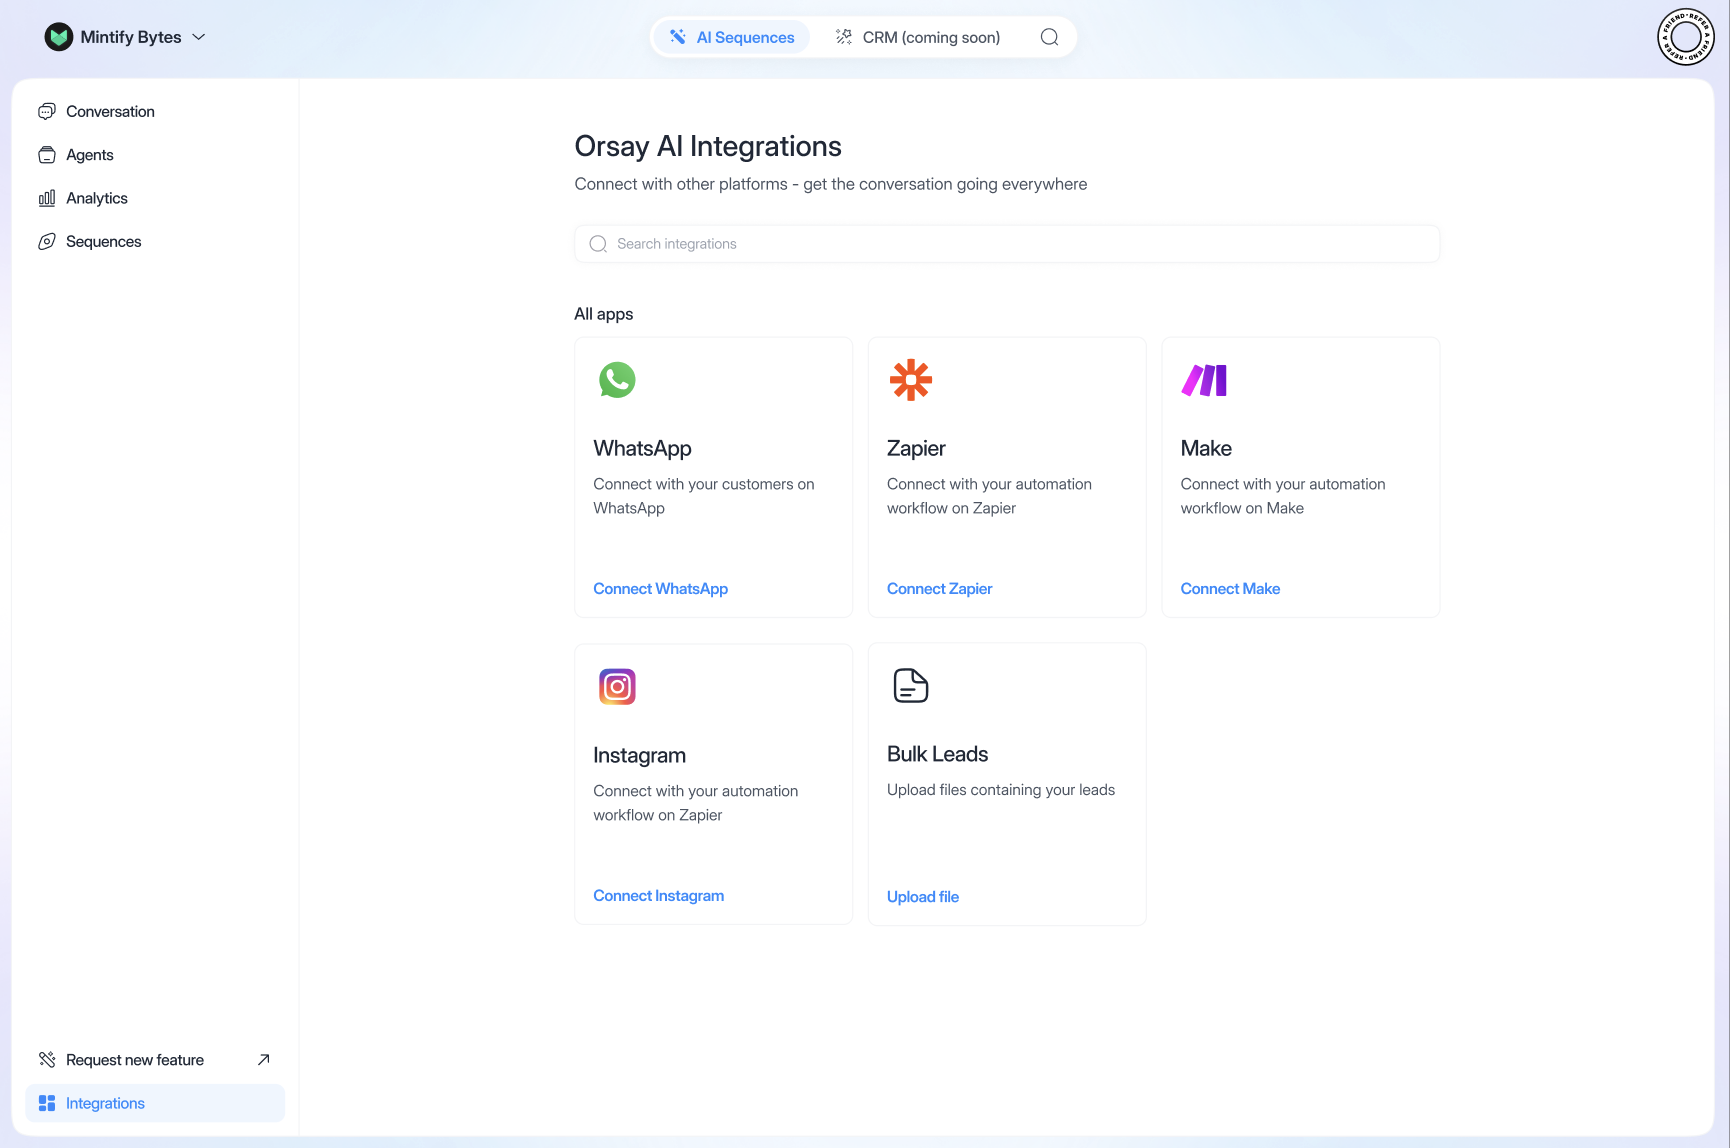 Mintify Bytes
AI Sequences
CRM (coming soon)
REFER A FRIEND • REFER A FRIEND •
Conversation
Agents
Analytics
Sequences
Request new feature
Integrations
Orsay AI Integrations
Connect with other platforms - get the conversation going everywhere
Search integrations
All apps
WhatsApp
Connect with your customers on
WhatsApp
Connect WhatsApp
Zapier
Connect with your automation
workflow on Zapier
Connect Zapier
Make
Connect with your automation
workflow on Make
Connect Make
Instagram
Connect with your automation
workflow on Zapier
Connect Instagram
Bulk Leads
Upload files containing your leads
Upload file